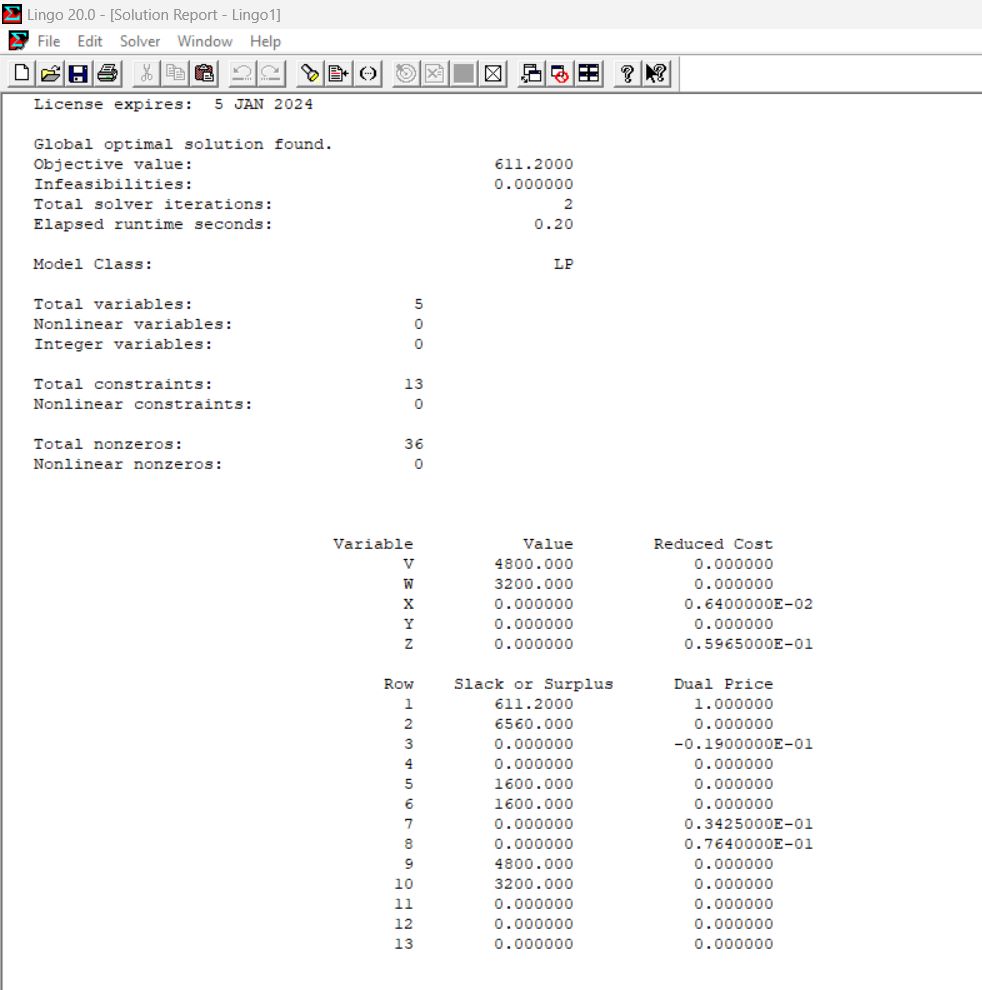 Lingo 20.0 - [Solution Report - Lingo1]
File Edit Solver Window Help
License expires: 5 JAN 2024
Global optimal solution found.
Objective value: 611.2000
Infeasibilities: 0.000000
Total solver iterations: 2
Elapsed runtime seconds: 0.20
Model Class: LP
Total variables: 5
Nonlinear variables: 0
Integer variables: 0
Total constraints: 13
Nonlinear constraints: 0
Total nonzeros: 36
Nonlinear nonzeros: 0
Variable Value Reduced Cost
V 4800.000 0.000000
W 3200.000 0.000000
X 0.000000 0.6400000E-02
Y 0.000000 0.000000
Z 0.000000 0.5965000E-01
Row Slack or Surplus Dual Price
1 611.2000 1.000000
2 6560.000 0.000000
3 0.000000 -0.1900000E-01
4 0.000000 0.000000
5 1600.000 0.000000
6 1600.000 0.000000
7 0.000000 0.3425000E-01
8 0.000000 0.7640000E-01
9 4800.000 0.000000
10 3200.000 0.000000
11 0.000000 0.000000
12 0.000000 0.000000
13 0.000000 0.000000